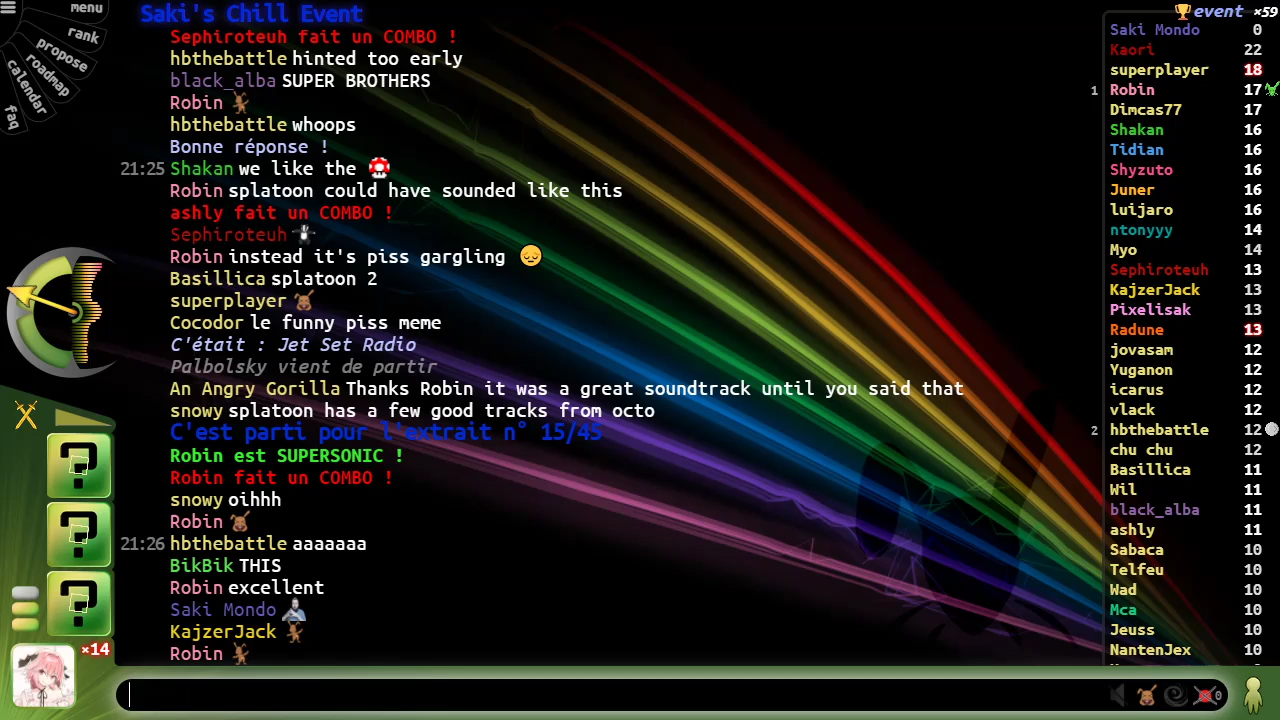 menu
rank
propose
roadmap
calendar
faq
Saki's Chill Event
Sephiroteuh fait un COMBO !
hbthebattle hinted too early
black_alba SUPER BROTHERS
Robin
hbthebattle whoops
Bonne réponse !
21:25 Shakan we like the
Robin splatoon could have sounded like this
ashly fait un COMBO !
Sephiroteuh
Robin instead it's piss gargling
Basillica splatoon 2
superplayer
Cocodor le funny piss meme
C'était : Jet Set Radio
Palbolsky vient de partir
An Angry Gorilla Thanks Robin it was a great soundtrack until you said that
snowy splatoon has a few good tracks from octo
C'est parti pour l'extrait n° 15/45
Robin est SUPERSONIC !
Robin fait un COMBO !
snowy oihhh
Robin
21:26 hbthebattle aaaaaaa
BikBik THIS
Robin excellent
Saki Mondo
KajzerJack
Robin
×14
event ×59
Saki Mondo 0
Kaori 22
superplayer 18
1 Robin 17
Dimcas77 17
Shakan 16
Tidian 16
Shyzuto 16
Juner 16
luijaro 16
ntonyyy 14
Myo 14
Sephiroteuh 13
KajzerJack 13
Pixelisak 13
Radune 13
jovasam 12
Yuganon 12
icarus 12
vlack 12
2 hbthebattle 12
chu chu 12
Basillica 11
Wil 11
black_alba 11
ashly 11
Sabaca 10
Telfeu 10
Wad 10
Mca 10
Jeuss 10
NantenJex 10
0